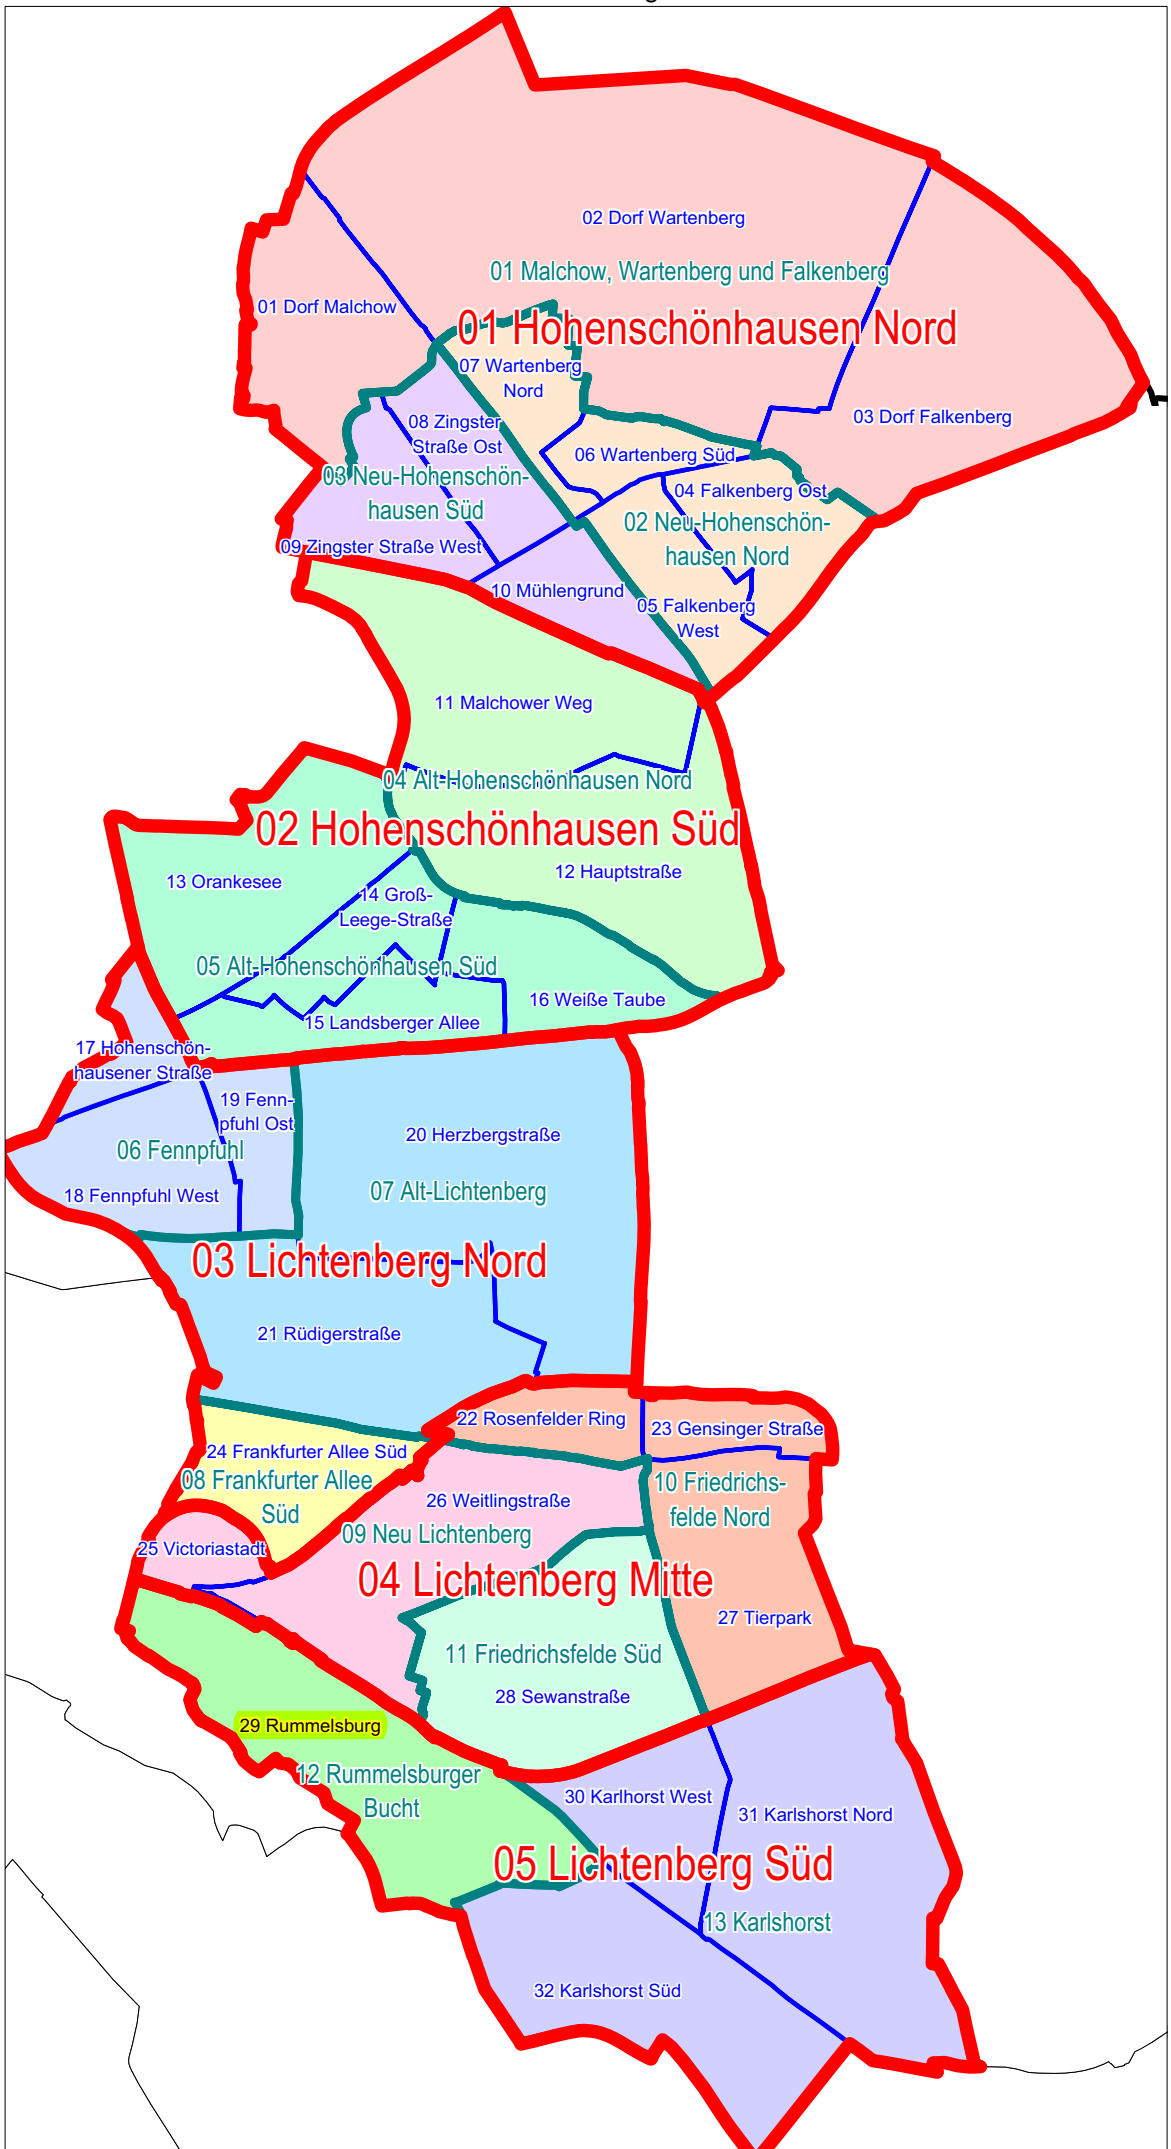 02 Dorf Wartenberg
01 Malchow, Wartenberg und Falkenberg
01 Dorf Malchow
01 Hohenschönhausen Nord
07 Wartenberg
Nord
03 Dorf Falkenberg
08 Zingster
Straße Ost
06 Wartenberg Süd
03 Neu-Hohenschön-
hausen Süd
04 Falkenberg Ost
02 Neu-Hohenschön-
hausen Nord
09 Zingster Straße West
10 Mühlengrund
05 Falkenberg
West
11 Malchower Weg
04 Alt-Hohenschönhausen Nord
02 Hohenschönhausen Süd
12 Hauptstraße
13 Orankesee
14 Groß-
Leege-Straße
05 Alt-Hohenschönhausen Süd
16 Weiße Taube
15 Landsberger Allee
17 Hohenschön-
hausener Straße
19 Fenn-
pfuhl Ost
20 Herzbergstraße
06 Fennpfuhl
18 Fennpfuhl West
07 Alt-Lichtenberg
03 Lichtenberg Nord
21 Rüdigerstraße
22 Rosenfelder Ring
23 Gensinger Straße
24 Frankfurter Allee Süd
08 Frankfurter Allee
Süd
10 Friedrichs-
felde Nord
26 Weitlingstraße
09 Neu Lichtenberg
25 Victoriastadt
04 Lichtenberg Mitte
27 Tierpark
11 Friedrichsfelde Süd
28 Sewanstraße
29 Rummelsburg
12 Rummelsburger
Bucht
30 Karlhorst West
31 Karlshorst Nord
05 Lichtenberg Süd
13 Karlshorst
32 Karlshorst Süd